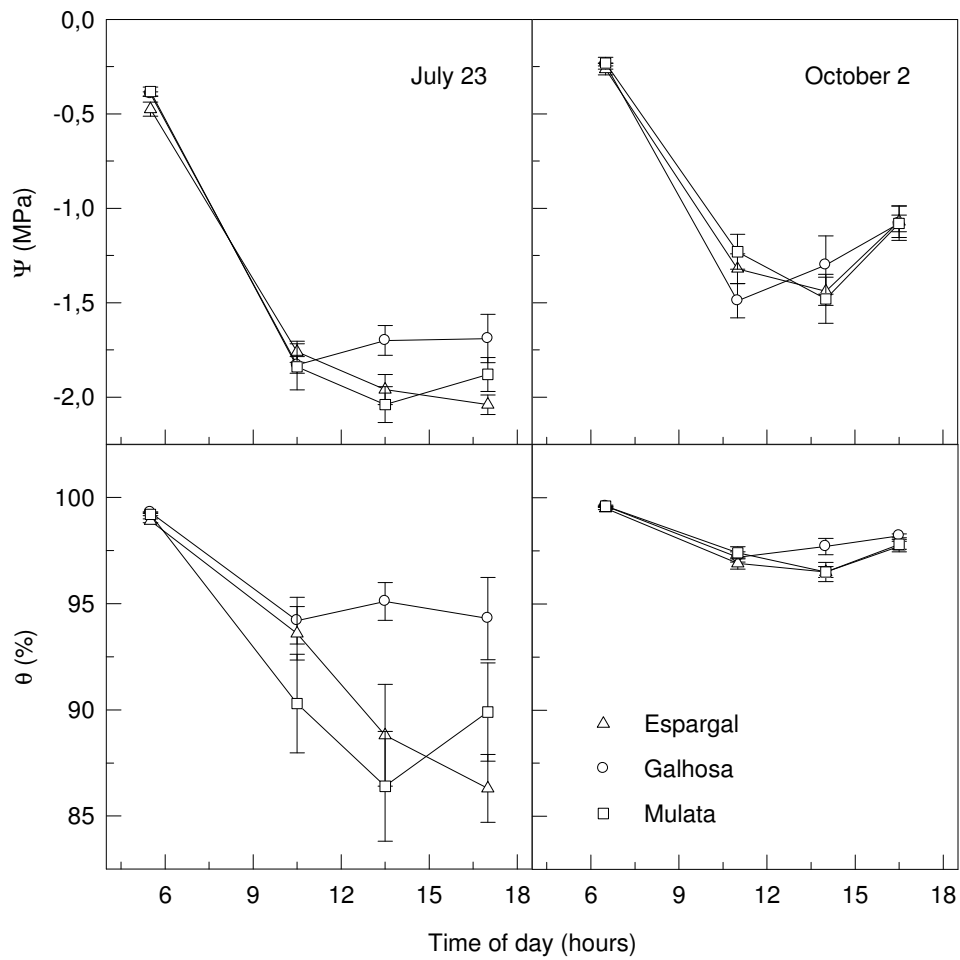 0,0
-0,5
-1,0
-1,5
-2,0
Ψ (MPa)
July 23
October 2
100
95
90
85
θ (%)
Espargal
Galhosa
Mulata
6 9 12 15 18 6 9 12 15 18
Time of day (hours)